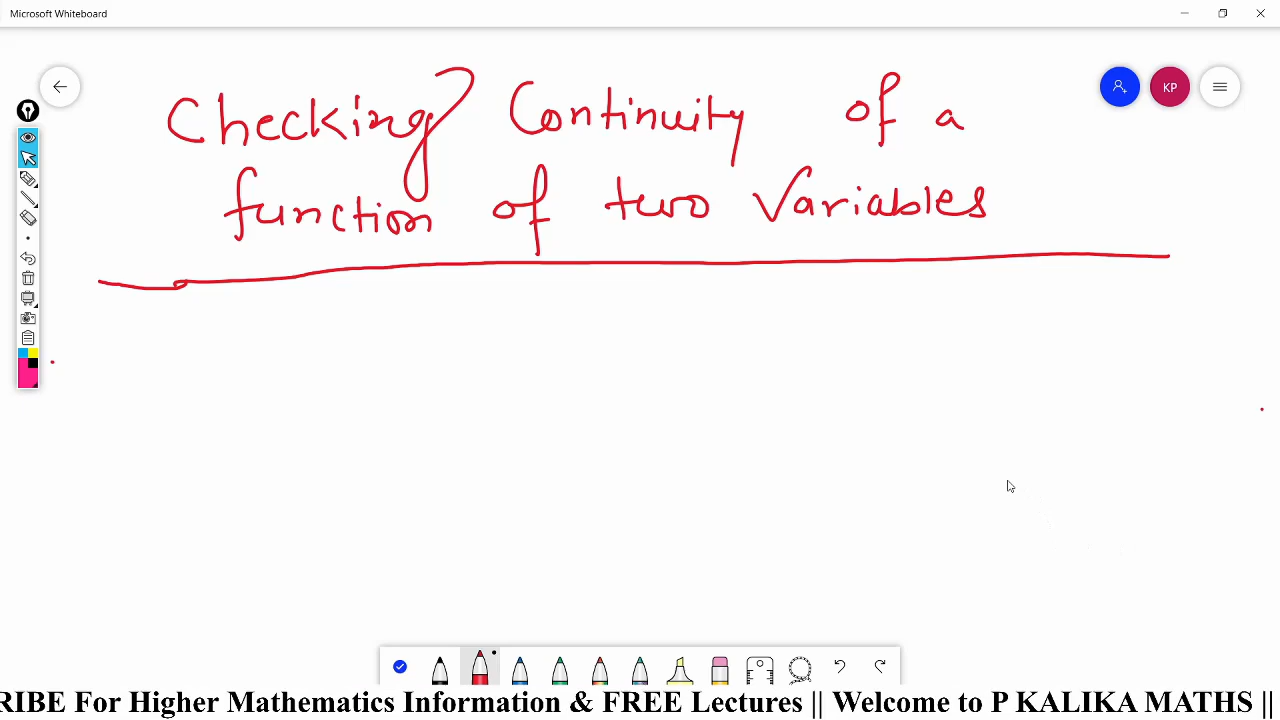 Microsoft Whiteboard
KP
Checking Continuity of a
function of two Variables
RIBE For Higher Mathematics Information & FREE Lectures || Welcome to P KALIKA MATHS ||